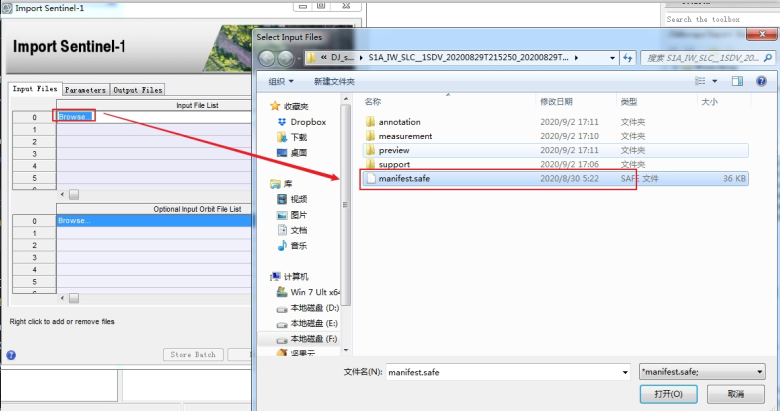 Import Sentinel-1
Import Sentinel-1
Input Files
Parameters
Output Files
Input File List
0
Browse...
1
2
3
4
5
6
Optional Input Orbit File List
0
Browse...
1
2
3
4
5
Right click to add or remove files
Store Batch
Search the toolbox
Select Input Files
DJ_s...
S1A_IW_SLC__1SDV_20200829T215250_20200829T...
搜索 S1A_IW_SLC__1SDV_20...
组织
新建文件夹
名称
修改日期
类型
大小
annotation
2020/9/2 17:11
文件夹
measurement
2020/9/2 17:10
文件夹
preview
2020/9/2 17:11
文件夹
support
2020/9/2 17:06
文件夹
manifest.safe
2020/8/30 5:22
SAFE 文件
36 KB
收藏夹
Dropbox
下载
桌面
库
视频
图片
文档
音乐
计算机
Win 7 Ult x64
本地磁盘 (D:)
本地磁盘 (E:)
本地磁盘 (F:)
坚果云
文件名(N):
manifest.safe
*manifest.safe;
打开(O)
取消